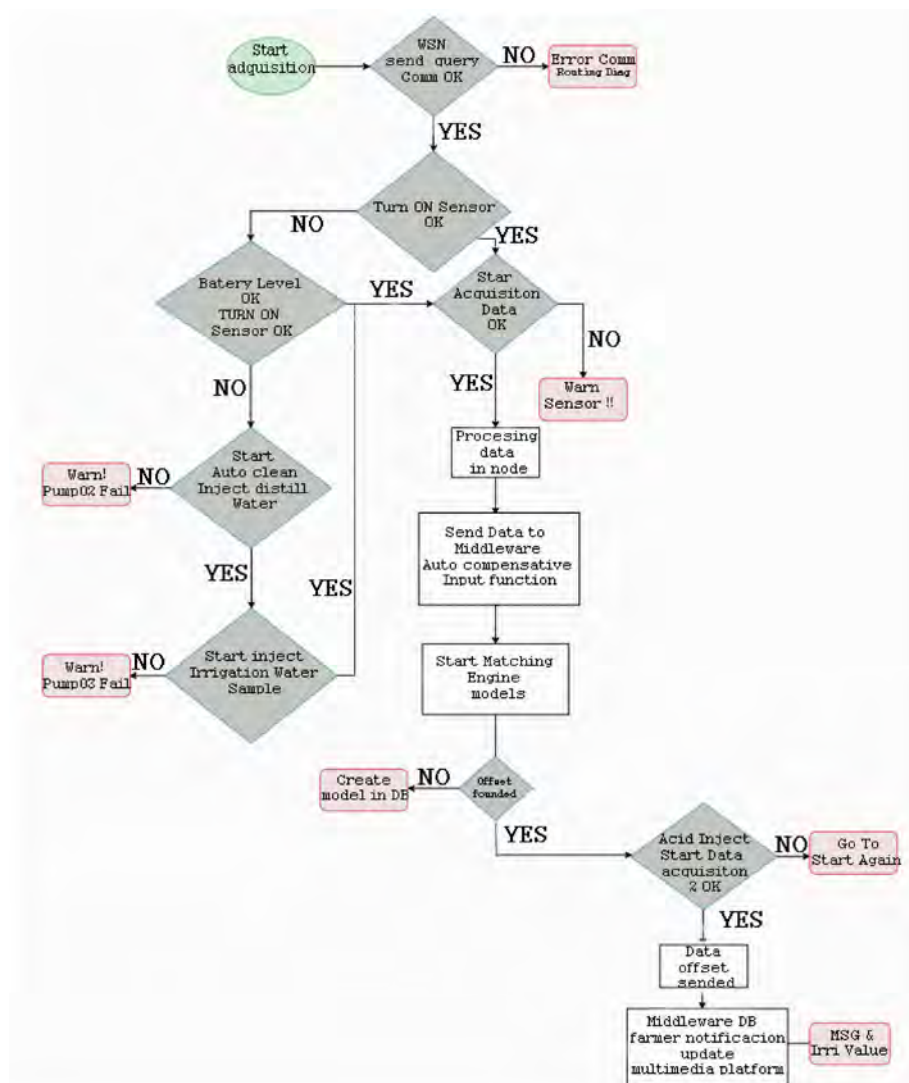 Start
adquisition
WSN
send query
Comm OK
NO
Error Comm
Routing Diag
YES
Turn ON Sensor
OK
NO
YES
Batery Level
OK
TURN ON
Sensor OK
YES
Star
Acquisiton
Data
OK
NO
Warn
Sensor !!
NO
YES
Procesing
data
in node
Start
Auto clean
Inject distill
Water
NO
Warn!
Pump02 Fail
Send Data to
Middleware
Auto compensative
Input function
YES
YES
Start inject
Irrigation Water
Sample
NO
Warn!
Pump03 Fail
Start Matching
Engine
models
Offset
founded
NO
Create
model in DB
YES
Acid Inject
Start Data
acquisiton
2 OK
NO
Go To
Start Again
YES
Data
offset
sended
Middleware DB
farmer notificacion
update
multimedia platform
MSG &
Irri Value